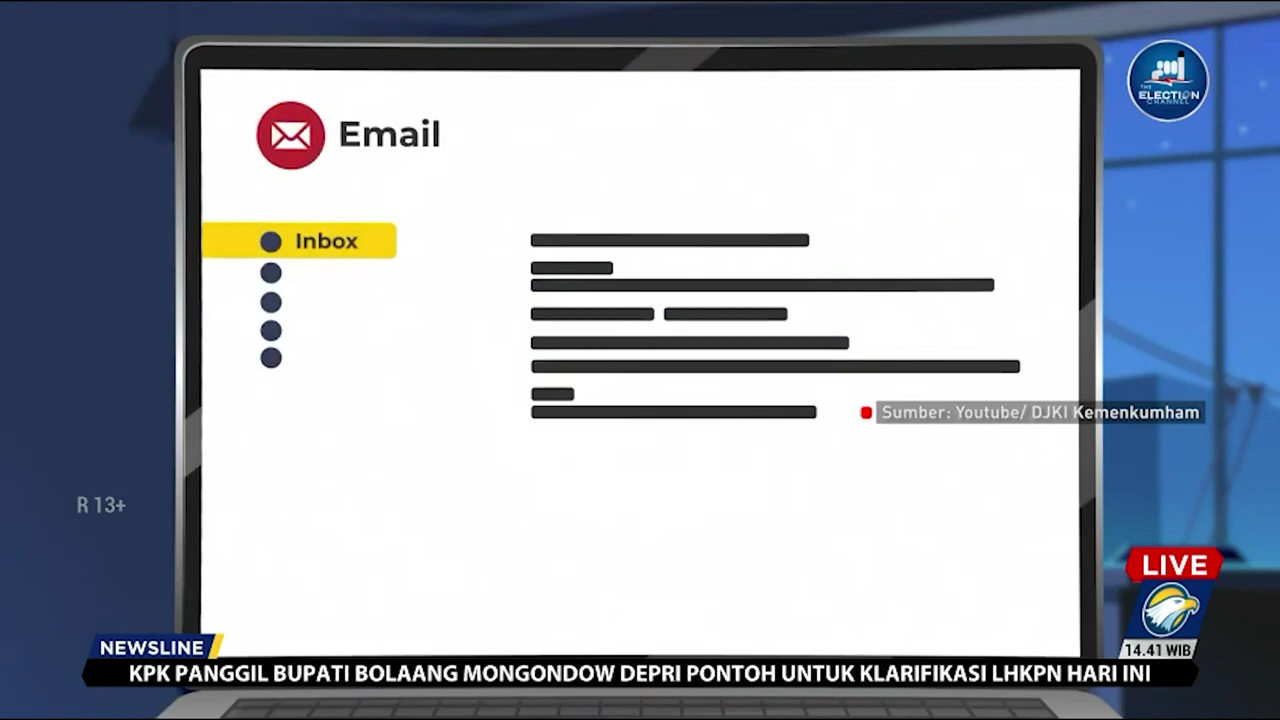 Email
THE
ELECTION
CHANNEL
Inbox
Sumber: Youtube/ DJKI Kemenkumham
R 13+
LIVE
NEWSLINE
14.41 WIB
KPK PANGGIL BUPATI BOLAANG MONGONDOW DEPRI PONTOH UNTUK KLARIFIKASI LHKPN HARI INI